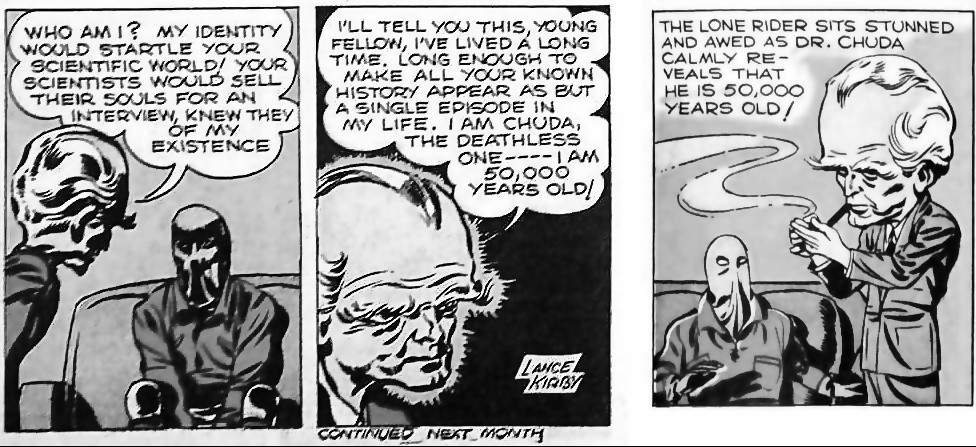 WHO AM I? MY IDENTITY
WOULD STARTLE YOUR
SCIENTIFIC WORLD! YOUR
SCIENTISTS WOULD SELL
THEIR SOULS FOR AN
INTERVIEW, KNEW THEY
OF MY
EXISTENCE
I'LL TELL YOU THIS, YOUNG
FELLOW, I'VE LIVED A LONG
TIME. LONG ENOUGH TO
MAKE ALL YOUR KNOWN
HISTORY APPEAR AS BUT
A SINGLE EPISODE IN
MY LIFE. I AM CHUDA,
THE DEATHLESS
ONE----I AM
50,000
YEARS OLD!
LANCE
KIRBY
CONTINUED NEXT MONTH
THE LONE RIDER SITS STUNNED
AND AWED AS DR. CHUDA
CALMLY RE-
VEALS THAT
HE IS 50,000
YEARS OLD!